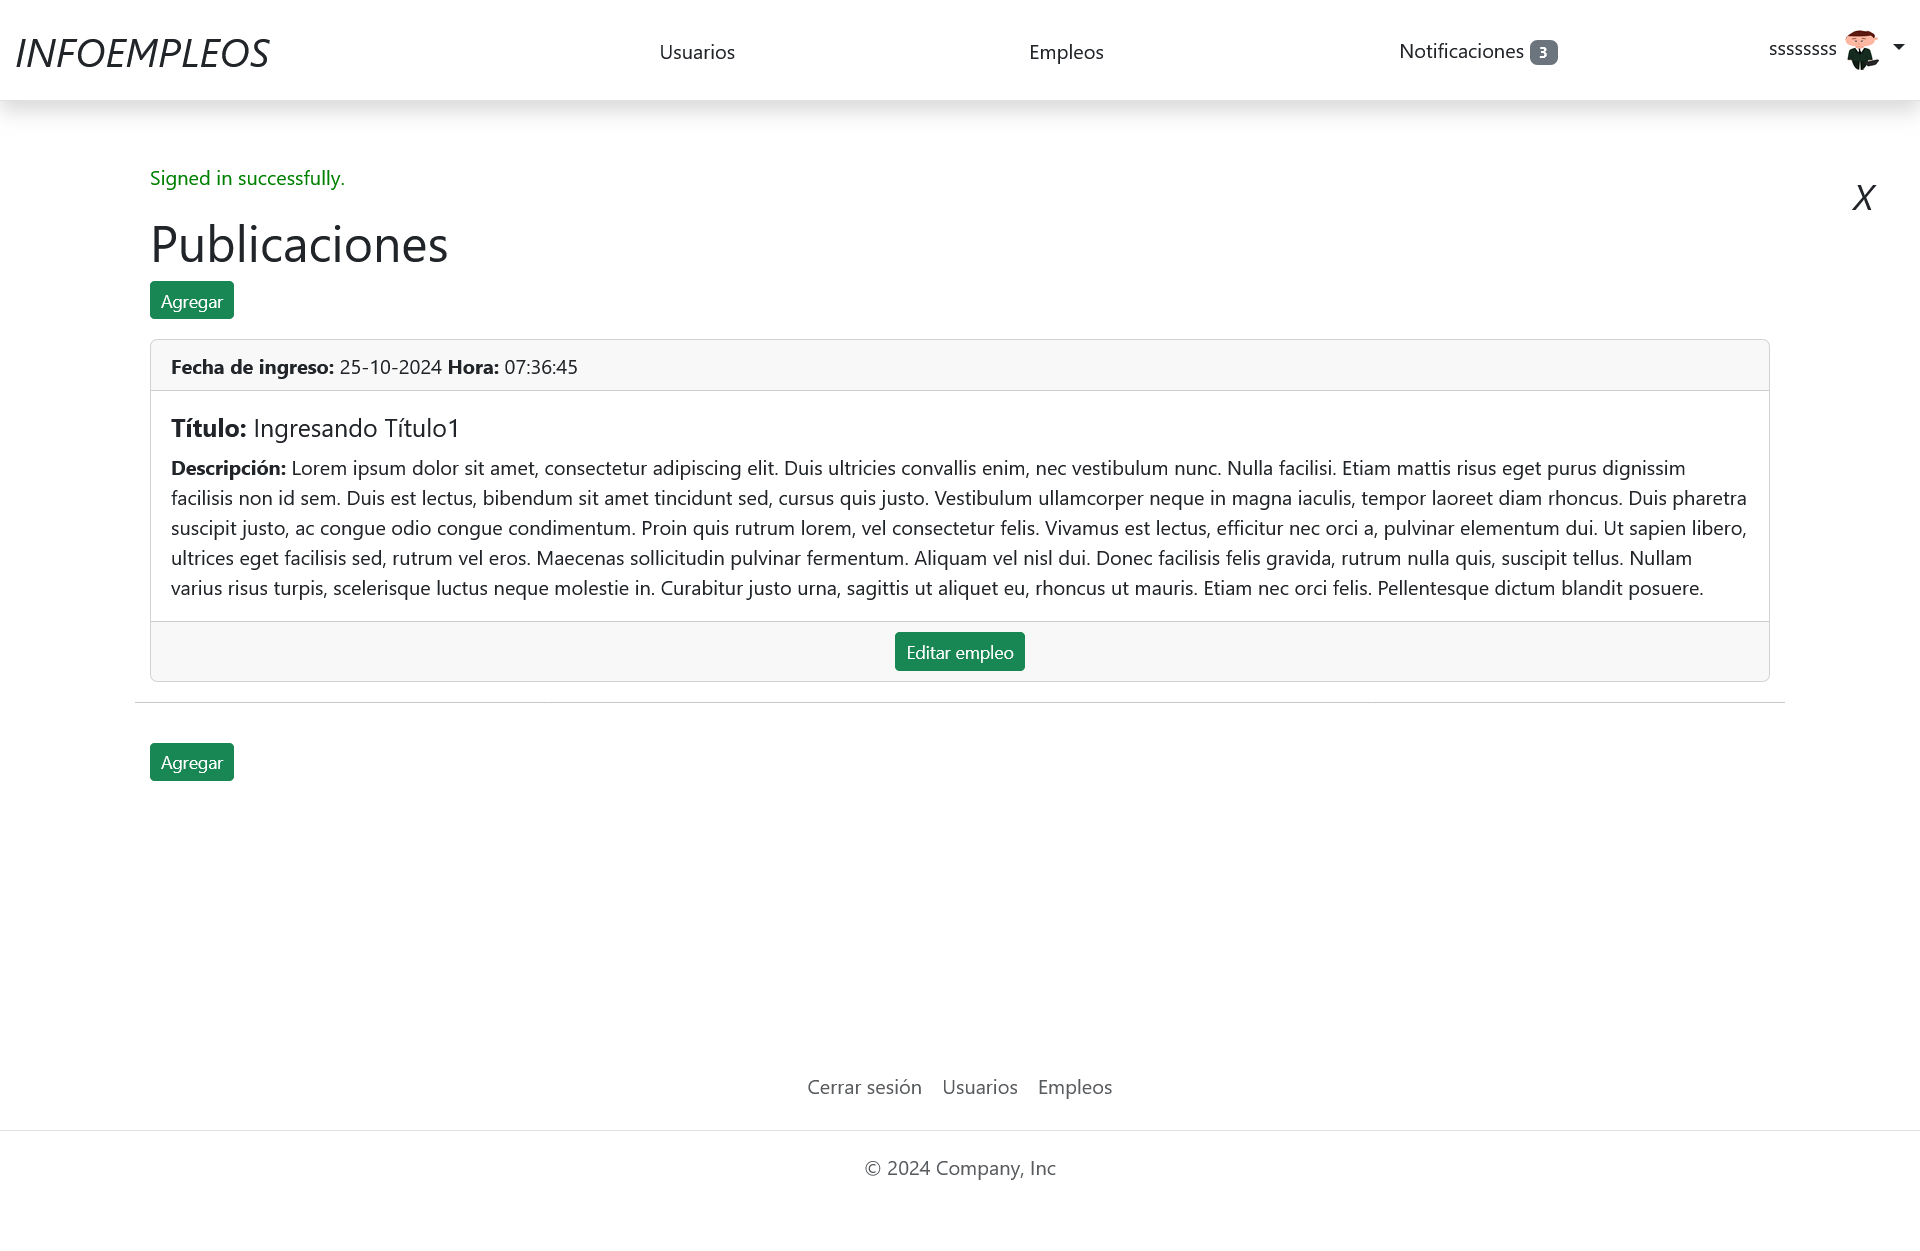 INFOEMPLEOS
Usuarios
Empleos
Notificaciones 3
ssssssss
Signed in successfully.
X
Publicaciones
Agregar
Fecha de ingreso: 25-10-2024 Hora: 07:36:45
Título: Ingresando Título1
Descripción: Lorem ipsum dolor sit amet, consectetur adipiscing elit. Duis ultricies convallis enim, nec vestibulum nunc. Nulla facilisi. Etiam mattis risus eget purus dignissim
facilisis non id sem. Duis est lectus, bibendum sit amet tincidunt sed, cursus quis justo. Vestibulum ullamcorper neque in magna iaculis, tempor laoreet diam rhoncus. Duis pharetra
suscipit justo, ac congue odio congue condimentum. Proin quis rutrum lorem, vel consectetur felis. Vivamus est lectus, efficitur nec orci a, pulvinar elementum dui. Ut sapien libero,
ultrices eget facilisis sed, rutrum vel eros. Maecenas sollicitudin pulvinar fermentum. Aliquam vel nisl dui. Donec facilisis felis gravida, rutrum nulla quis, suscipit tellus. Nullam
varius risus turpis, scelerisque luctus neque molestie in. Curabitur justo urna, sagittis ut aliquet eu, rhoncus ut mauris. Etiam nec orci felis. Pellentesque dictum blandit posuere.
Editar empleo
Agregar
Cerrar sesión
Usuarios
Empleos
© 2024 Company, Inc